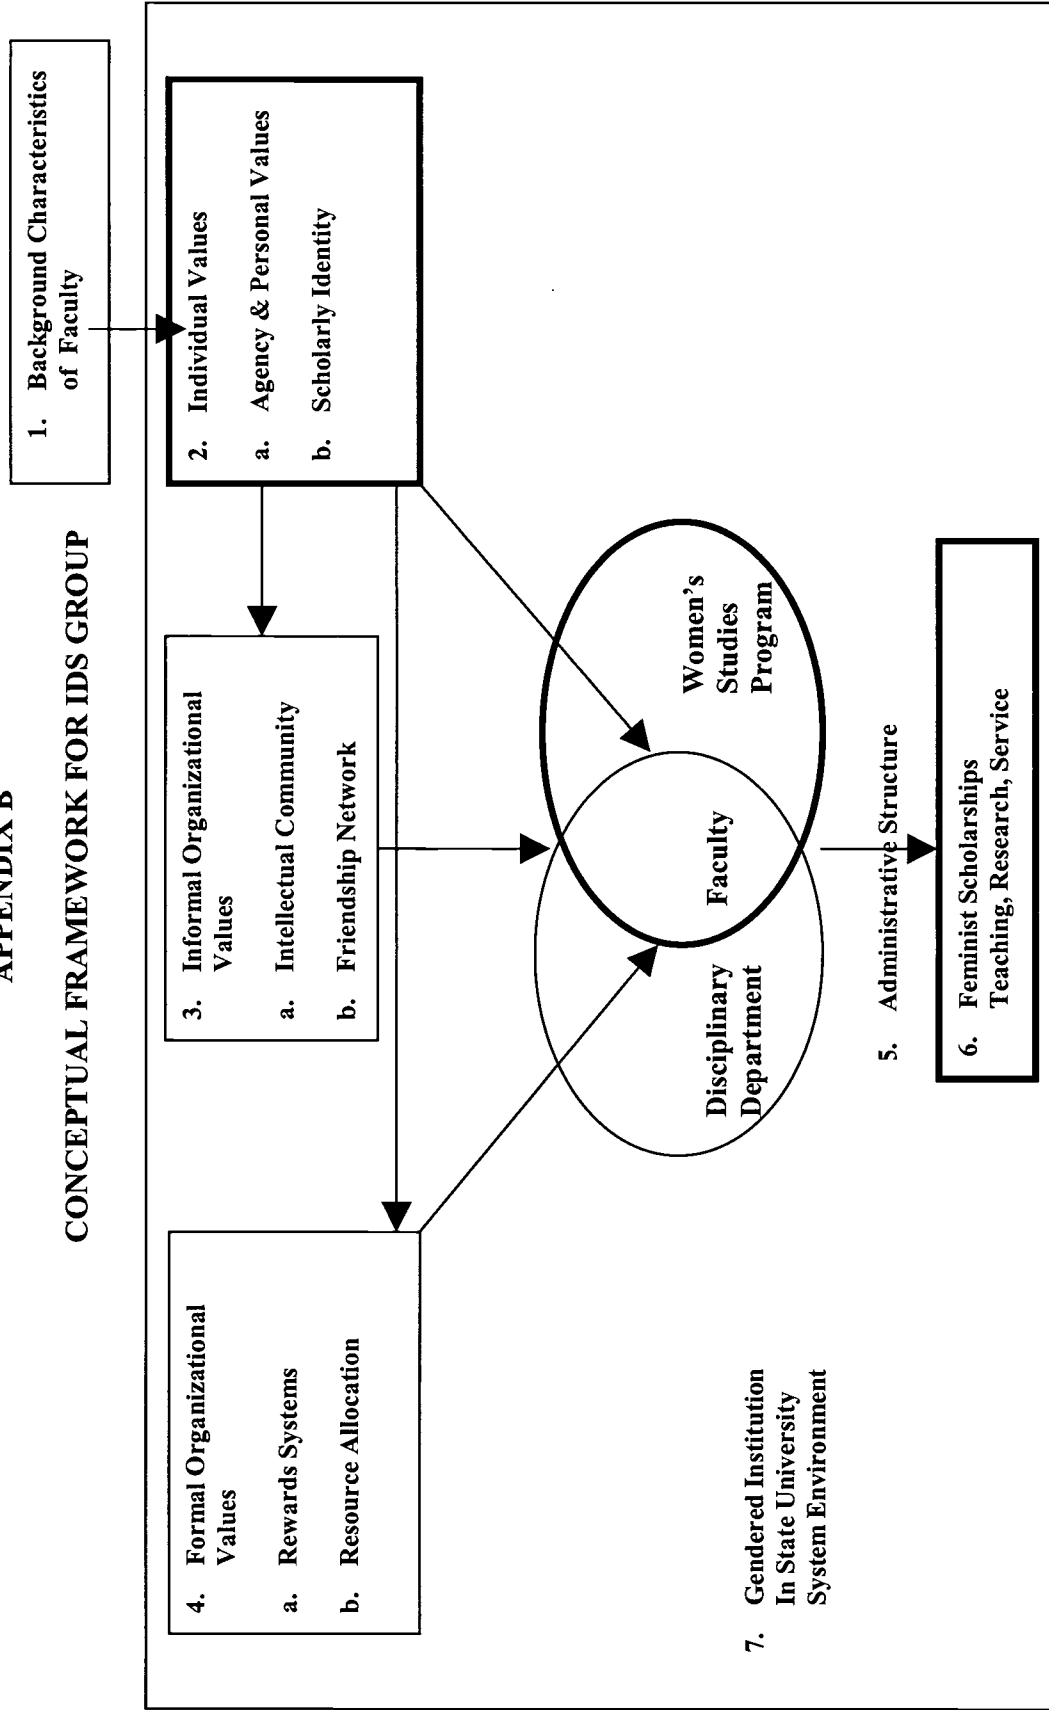 APPENDIX B
CONCEPTUAL FRAMEWORK FOR IDS GROUP
1. Background Characteristics
of Faculty
2. Individual Values
a. Agency & Personal Values
b. Scholarly Identity
3. Informal Organizational
Values
a. Intellectual Community
b. Friendship Network
4. Formal Organizational
Values
a. Rewards Systems
b. Resource Allocation
Disciplinary
Department
Faculty
Women's
Studies
Program
5. Administrative Structure
6. Feminist Scholarships
Teaching, Research, Service
7. Gendered Institution
In State University
System Environment